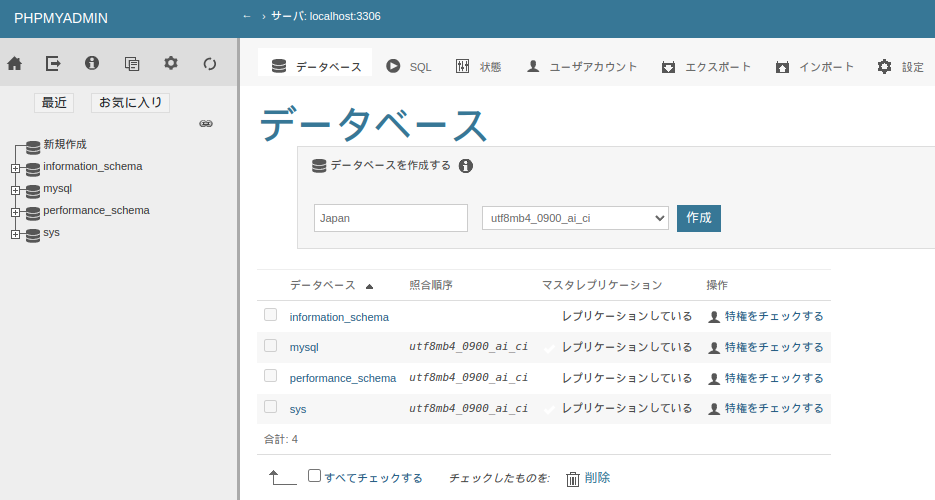 PHPMYADMIN
← › サーバ: localhost:3306
最近 お気に入り
新規作成
information_schema
mysql
performance_schema
sys
データベース SQL 状態 ユーザアカウント エクスポート インポート 設定
データベース
データベースを作成する
Japan utf8mb4_0900_ai_ci 作成
データベース 照合順序 マスタレプリケーション 操作
information_schema レプリケーションしている 特権をチェックする
mysql utf8mb4_0900_ai_ci レプリケーションしている 特権をチェックする
performance_schema utf8mb4_0900_ai_ci レプリケーションしている 特権をチェックする
sys utf8mb4_0900_ai_ci レプリケーションしている 特権をチェックする
合計: 4
すべてチェックする チェックしたものを: 削除